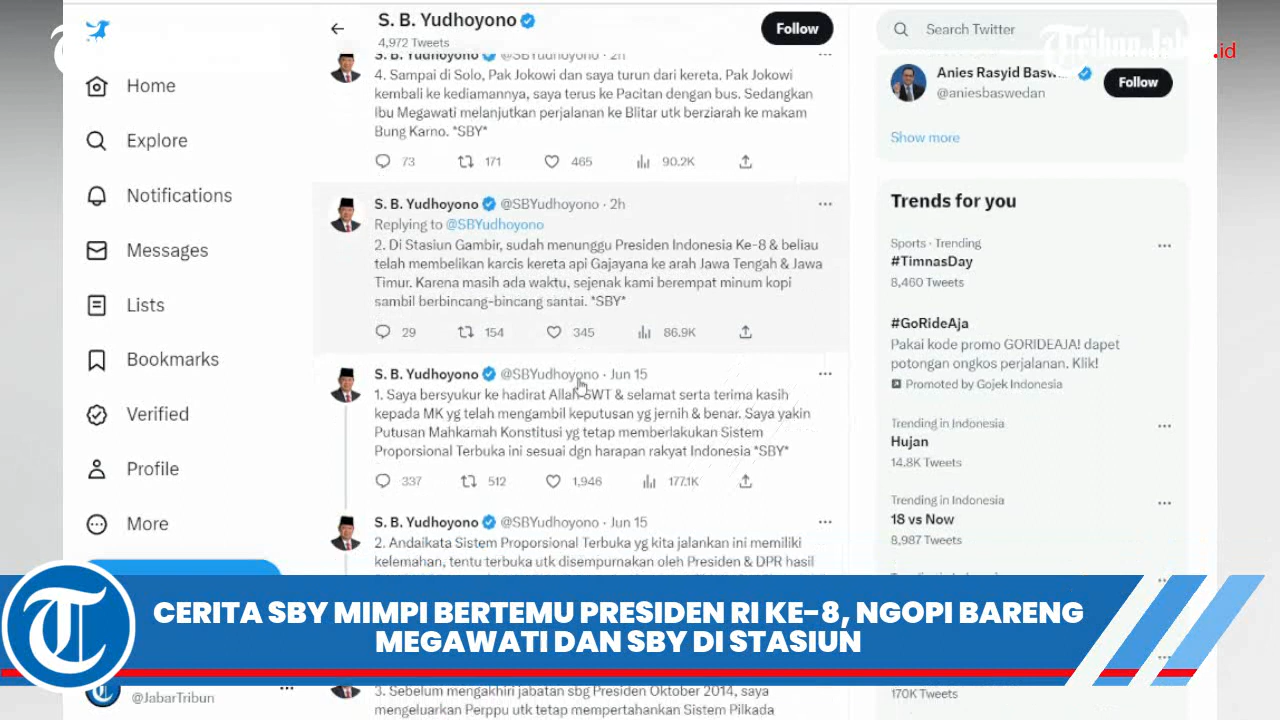 S. B. Yudhoyono
4,972 Tweets
Follow
Search Twitter
Tribun Jabar.id
Home
Explore
Notifications
Messages
Lists
Bookmarks
Verified
Profile
More
@JabarTribun
S. B. Yudhoyono @SBYudhoyono · 2h
4. Sampai di Solo, Pak Jokowi dan saya turun dari kereta. Pak Jokowi
kembali ke kediamannya, saya terus ke Pacitan dengan bus. Sedangkan
Ibu Megawati melanjutkan perjalanan ke Blitar utk berziarah ke makam
Bung Karno. *SBY*
73 171 465 90.2K
S. B. Yudhoyono @SBYudhoyono · 2h
Replying to @SBYudhoyono
2. Di Stasiun Gambir, sudah menunggu Presiden Indonesia Ke-8 & beliau
telah membelikan karcis kereta api Gajayana ke arah Jawa Tengah & Jawa
Timur. Karena masih ada waktu, sejenak kami berempat minum kopi
sambil berbincang-bincang santai. *SBY*
29 154 345 86.9K
S. B. Yudhoyono @SBYudhoyono · Jun 15
1. Saya bersyukur ke hadirat Allah SWT & selamat serta terima kasih
kepada MK yg telah mengambil keputusan yg jernih & benar. Saya yakin
Putusan Mahkamah Konstitusi yg tetap memberlakukan Sistem
Proporsional Terbuka ini sesuai dgn harapan rakyat Indonesia *SBY*
337 512 1,946 177.1K
S. B. Yudhoyono @SBYudhoyono · Jun 15
2. Andaikata Sistem Proporsional Terbuka yg kita jalankan ini memiliki
kelemahan, tentu terbuka utk disempurnakan oleh Presiden & DPR hasil
3. Sebelum mengakhiri jabatan sbg Presiden Oktober 2014, saya
mengeluarkan Perppu utk tetap mempertahankan Sistem Pilkada
Anies Rasyid Basw...
@aniesbaswedan
Follow
Show more
Trends for you
Sports · Trending
#TimnasDay
8,460 Tweets
#GoRideAja
Pakai kode promo GORIDEAJA! dapet
potongan ongkos perjalanan. Klik!
Promoted by Gojek Indonesia
Trending in Indonesia
Hujan
14.8K Tweets
Trending in Indonesia
18 vs Now
8,987 Tweets
170K Tweets
CERITA SBY MIMPI BERTEMU PRESIDEN RI KE-8, NGOPI BARENG
MEGAWATI DAN SBY DI STASIUN